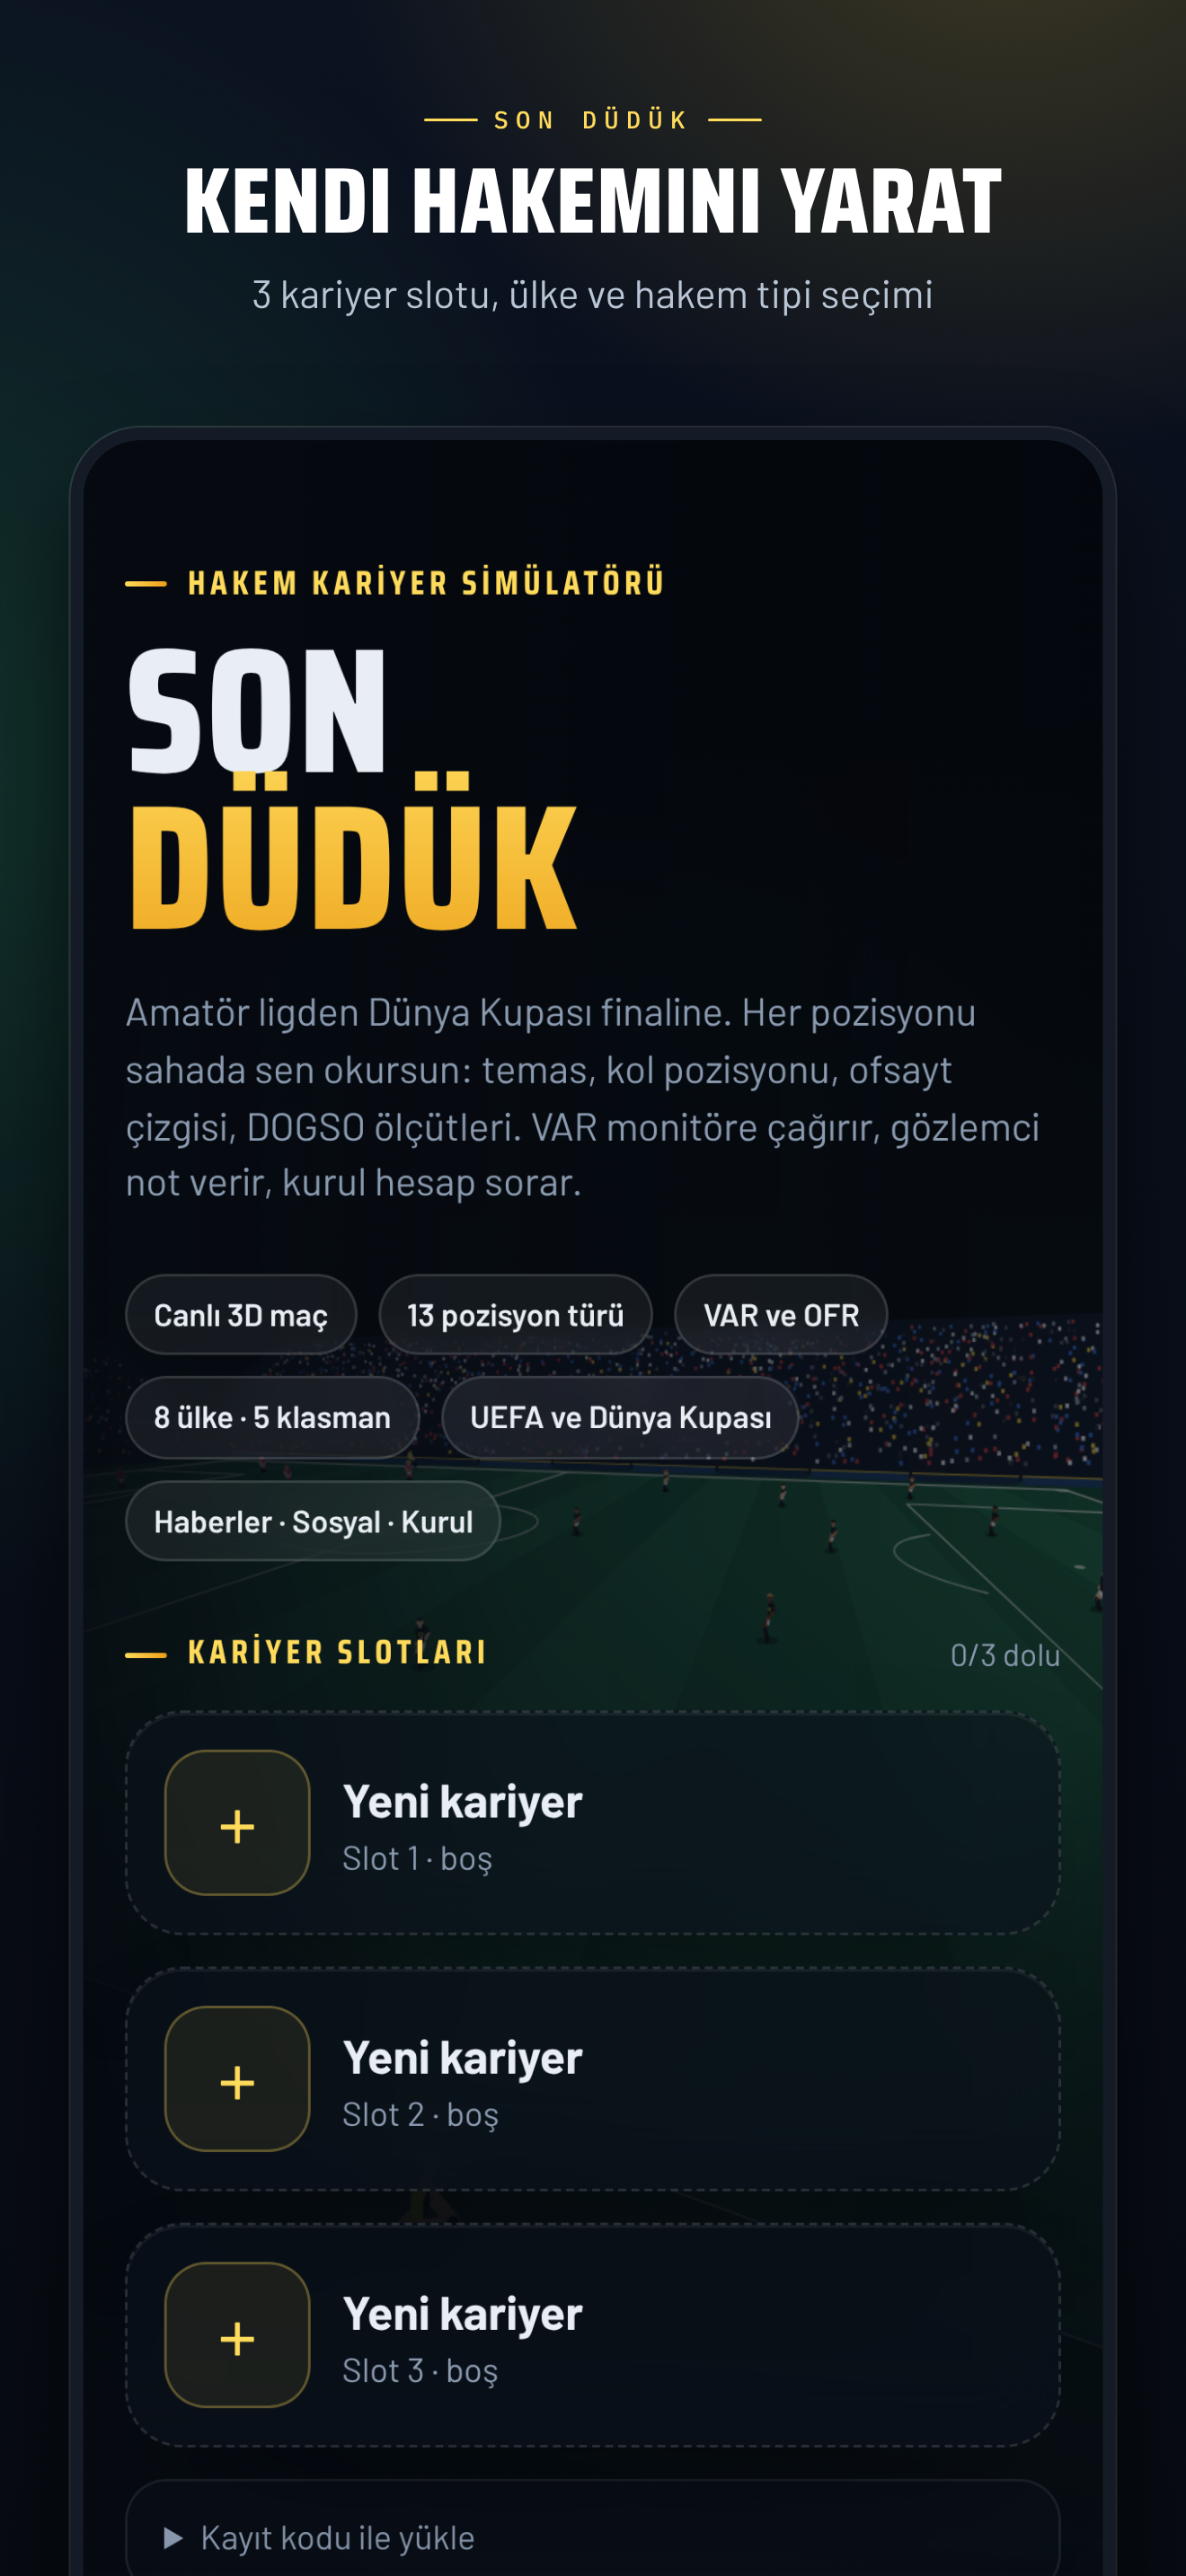 SON DÜDÜK
KENDI HAKEMINI YARAT
3 kariyer slotu, ülke ve hakem tipi seçimi
HAKEM KARİYER SİMÜLATÖRÜ
SON
DÜDÜK
Amatör ligden Dünya Kupası finaline. Her pozisyonu
sahada sen okursun: temas, kol pozisyonu, ofsayt
çizgisi, DOGSO ölçütleri. VAR monitöre çağırır, gözlemci
not verir, kurul hesap sorar.
Canlı 3D maç
13 pozisyon türü
VAR ve OFR
8 ülke · 5 klasman
UEFA ve Dünya Kupası
Haberler · Sosyal · Kurul
KARİYER SLOTLARI
0/3 dolu
+
Yeni kariyer
Slot 1 · boş
+
Yeni kariyer
Slot 2 · boş
+
Yeni kariyer
Slot 3 · boş
▶ Kayıt kodu ile yükle